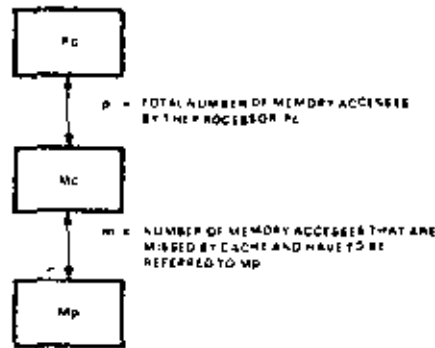 Pc
p = TOTAL NUMBER OF MEMORY ACCESSES
BY THE PROCESSOR Pc
Mc
m = NUMBER OF MEMORY ACCESSES THAT ARE
MISSED BY CACHE AND HAVE TO BE
REFERRED TO Mp
Mp